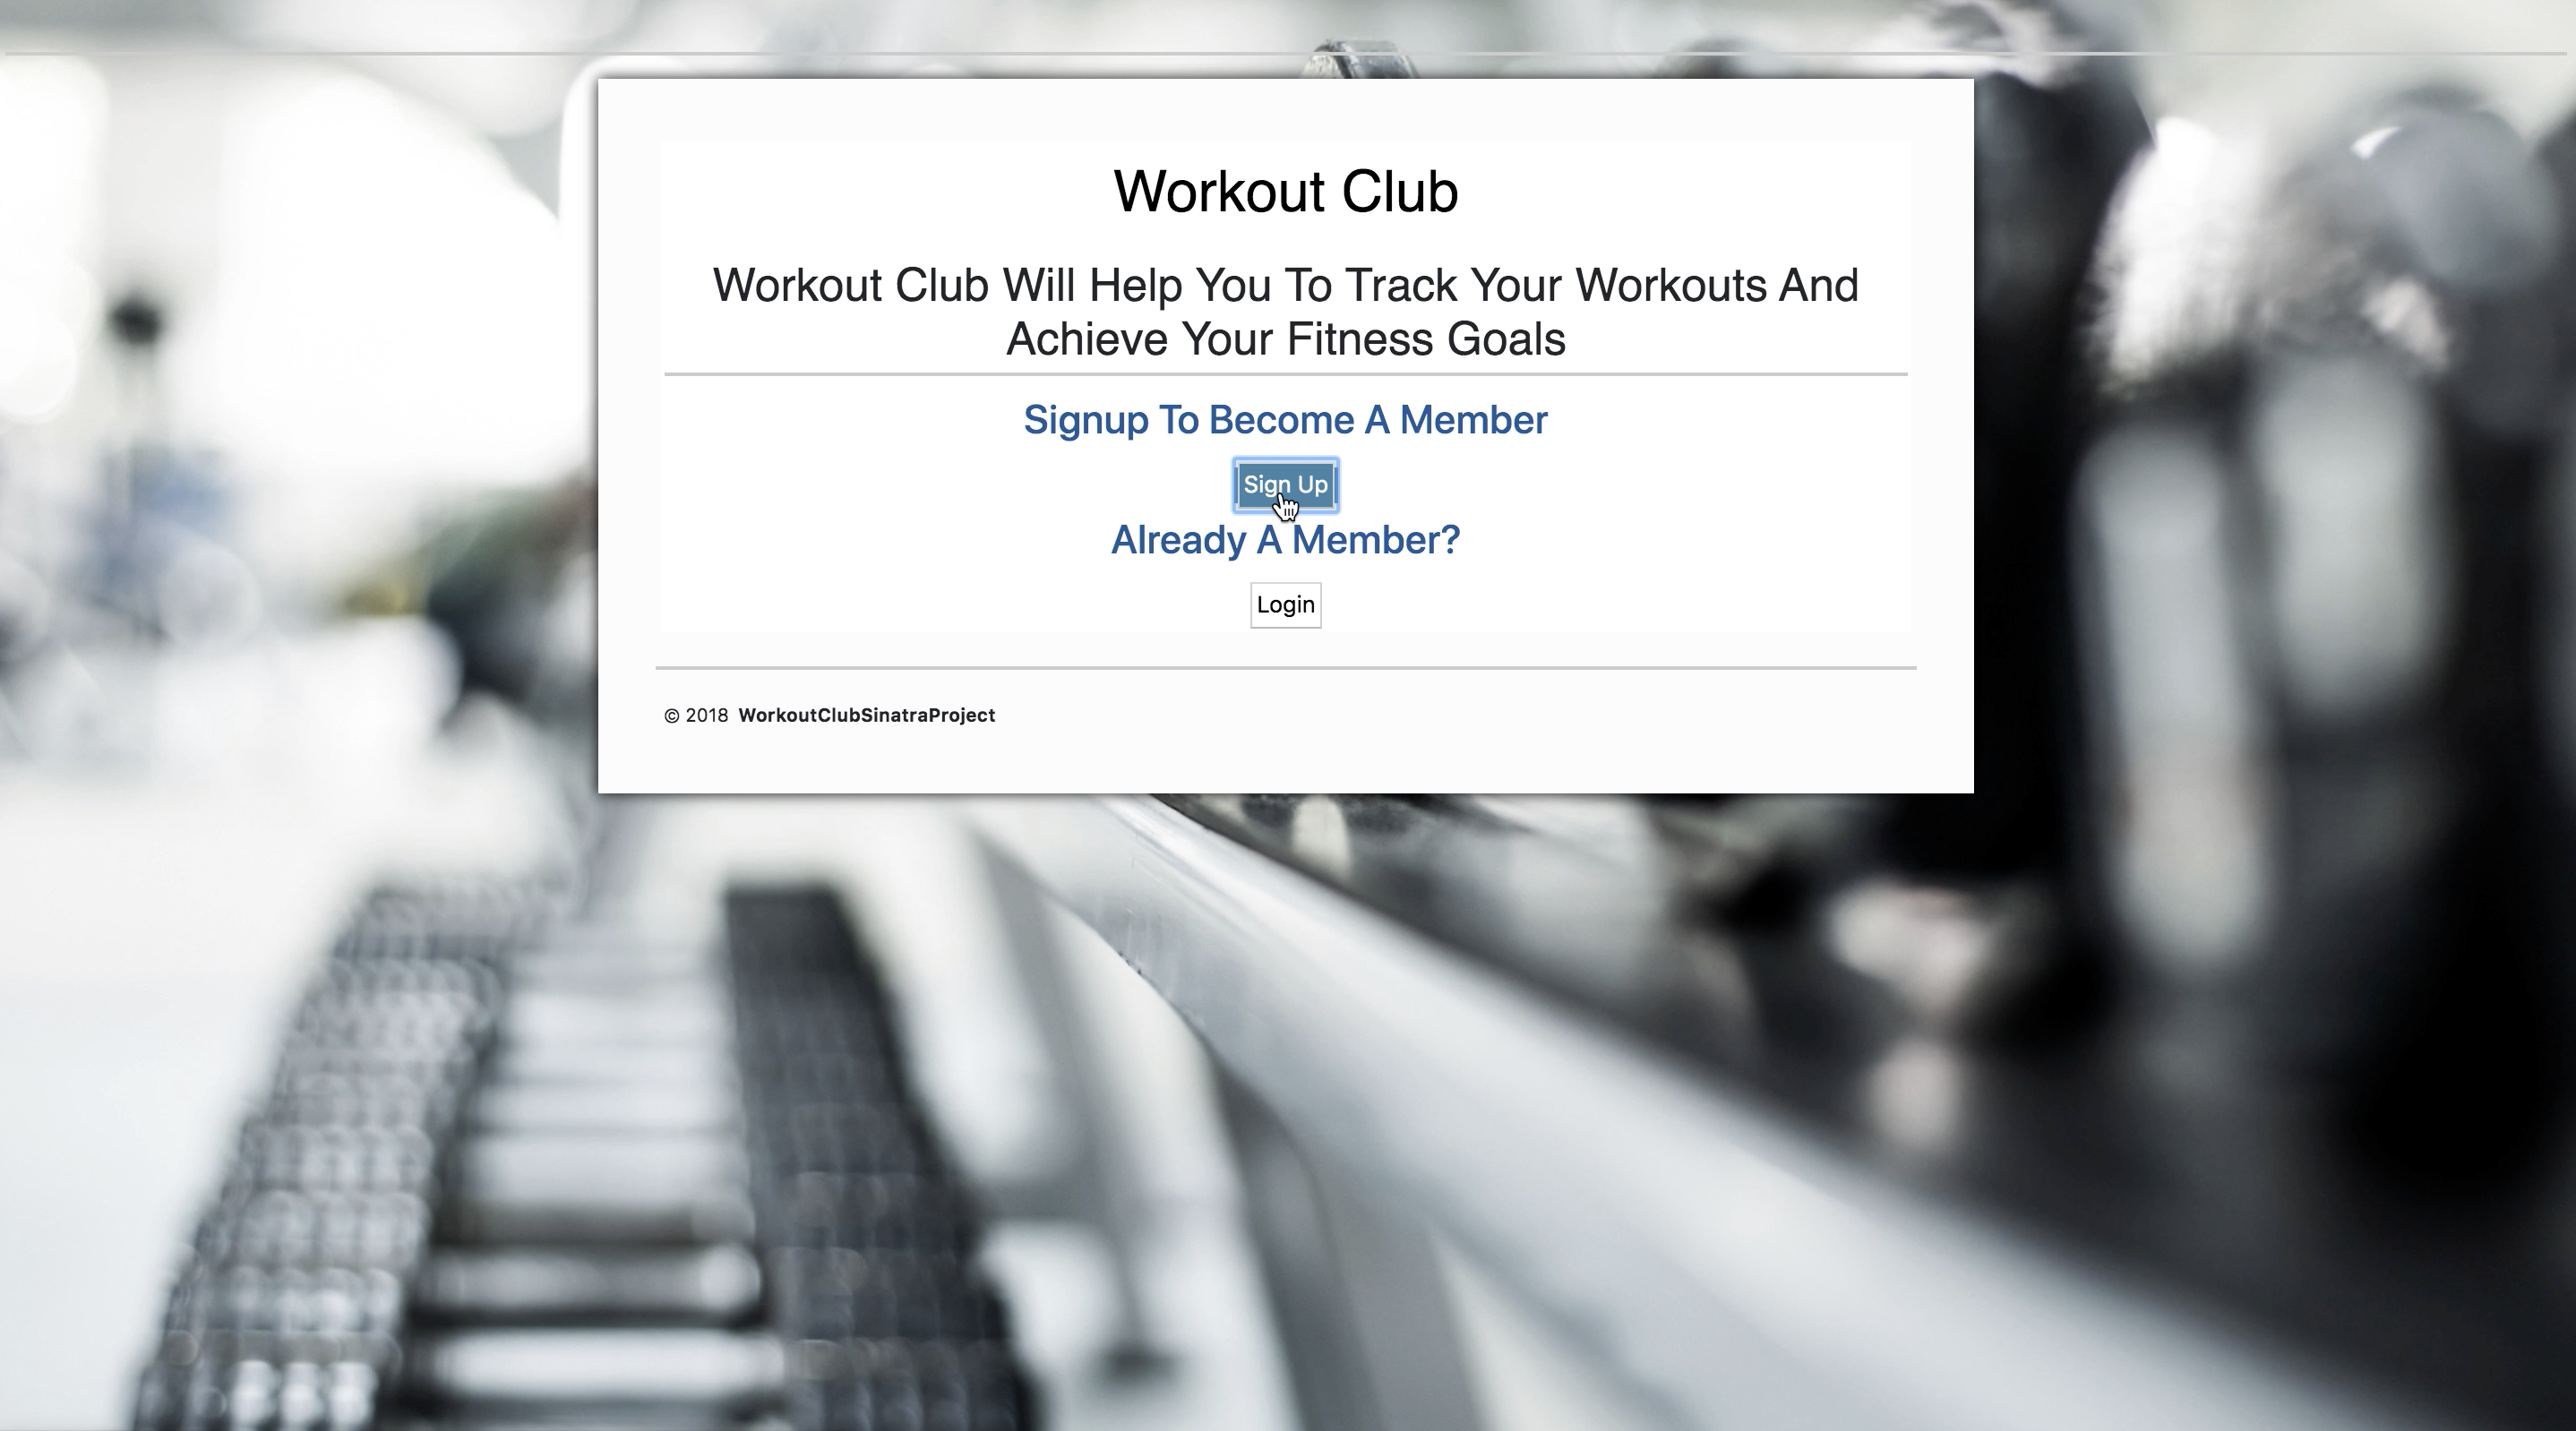 Workout Club
Workout Club Will Help You To Track Your Workouts And
Achieve Your Fitness Goals
Signup To Become A Member
Sign Up
Already A Member?
Login
© 2018 WorkoutClubSinatraProject